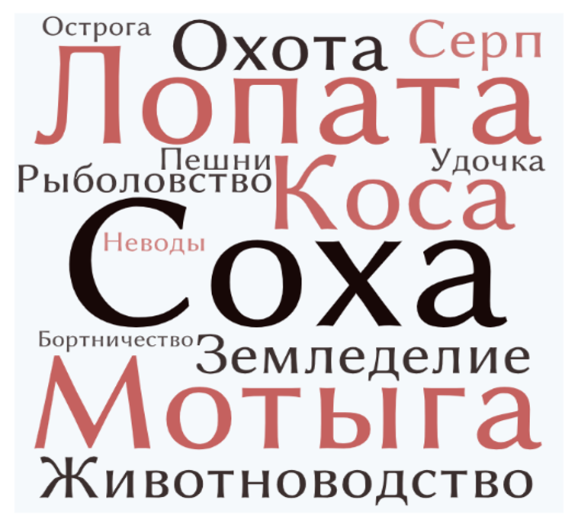 Острога
Охота
Серп
Лопата
Пешни
Удочка
Рыболовство
Коса
Соха
Неводы
Бортничество
Земледелие
Мотыга
Животноводство